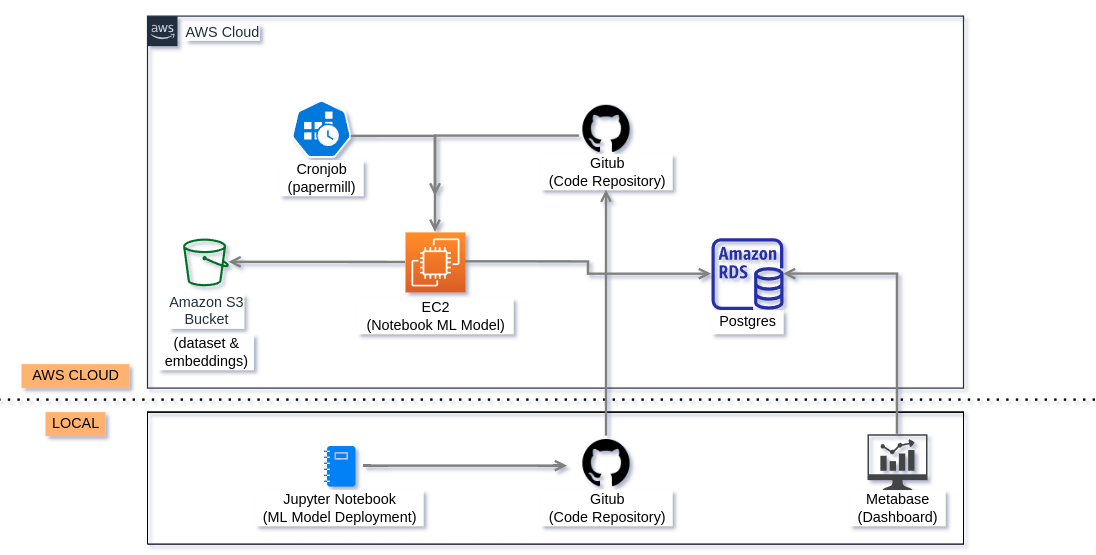 aws
AWS Cloud
Cronjob
(papermill)
Gitub
(Code Repository)
Amazon S3
Bucket
(dataset &
embeddings)
EC2
(Notebook ML Model)
Amazon
RDS
Postgres
AWS CLOUD
LOCAL
Jupyter Notebook
(ML Model Deployment)
Gitub
(Code Repository)
Metabase
(Dashboard)